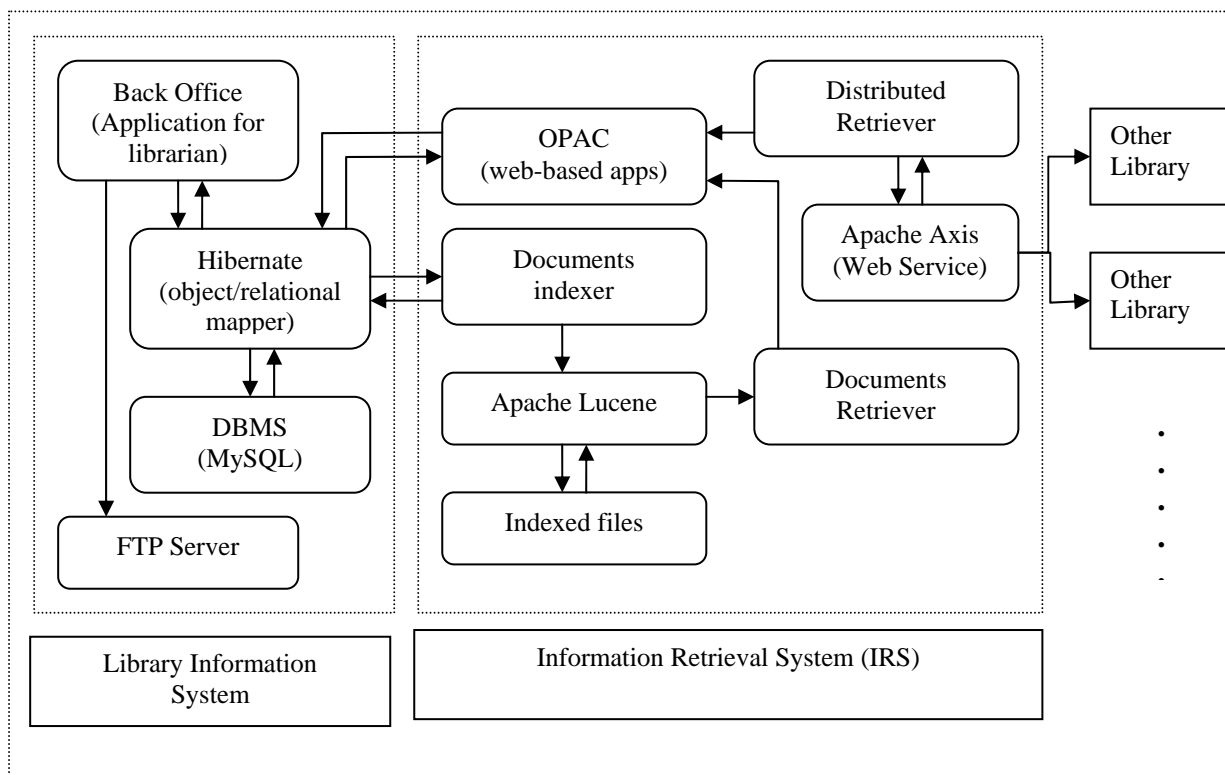 Back Office
(Application for
librarian)
Hibernate
(object/relational
mapper)
DBMS
(MySQL)
FTP Server
Library Information
System
OPAC
(web-based apps)
Distributed
Retriever
Apache Axis
(Web Service)
Documents
indexer
Apache Lucene
Documents
Retriever
Indexed files
Information Retrieval System (IRS)
Other
Library
Other
Library